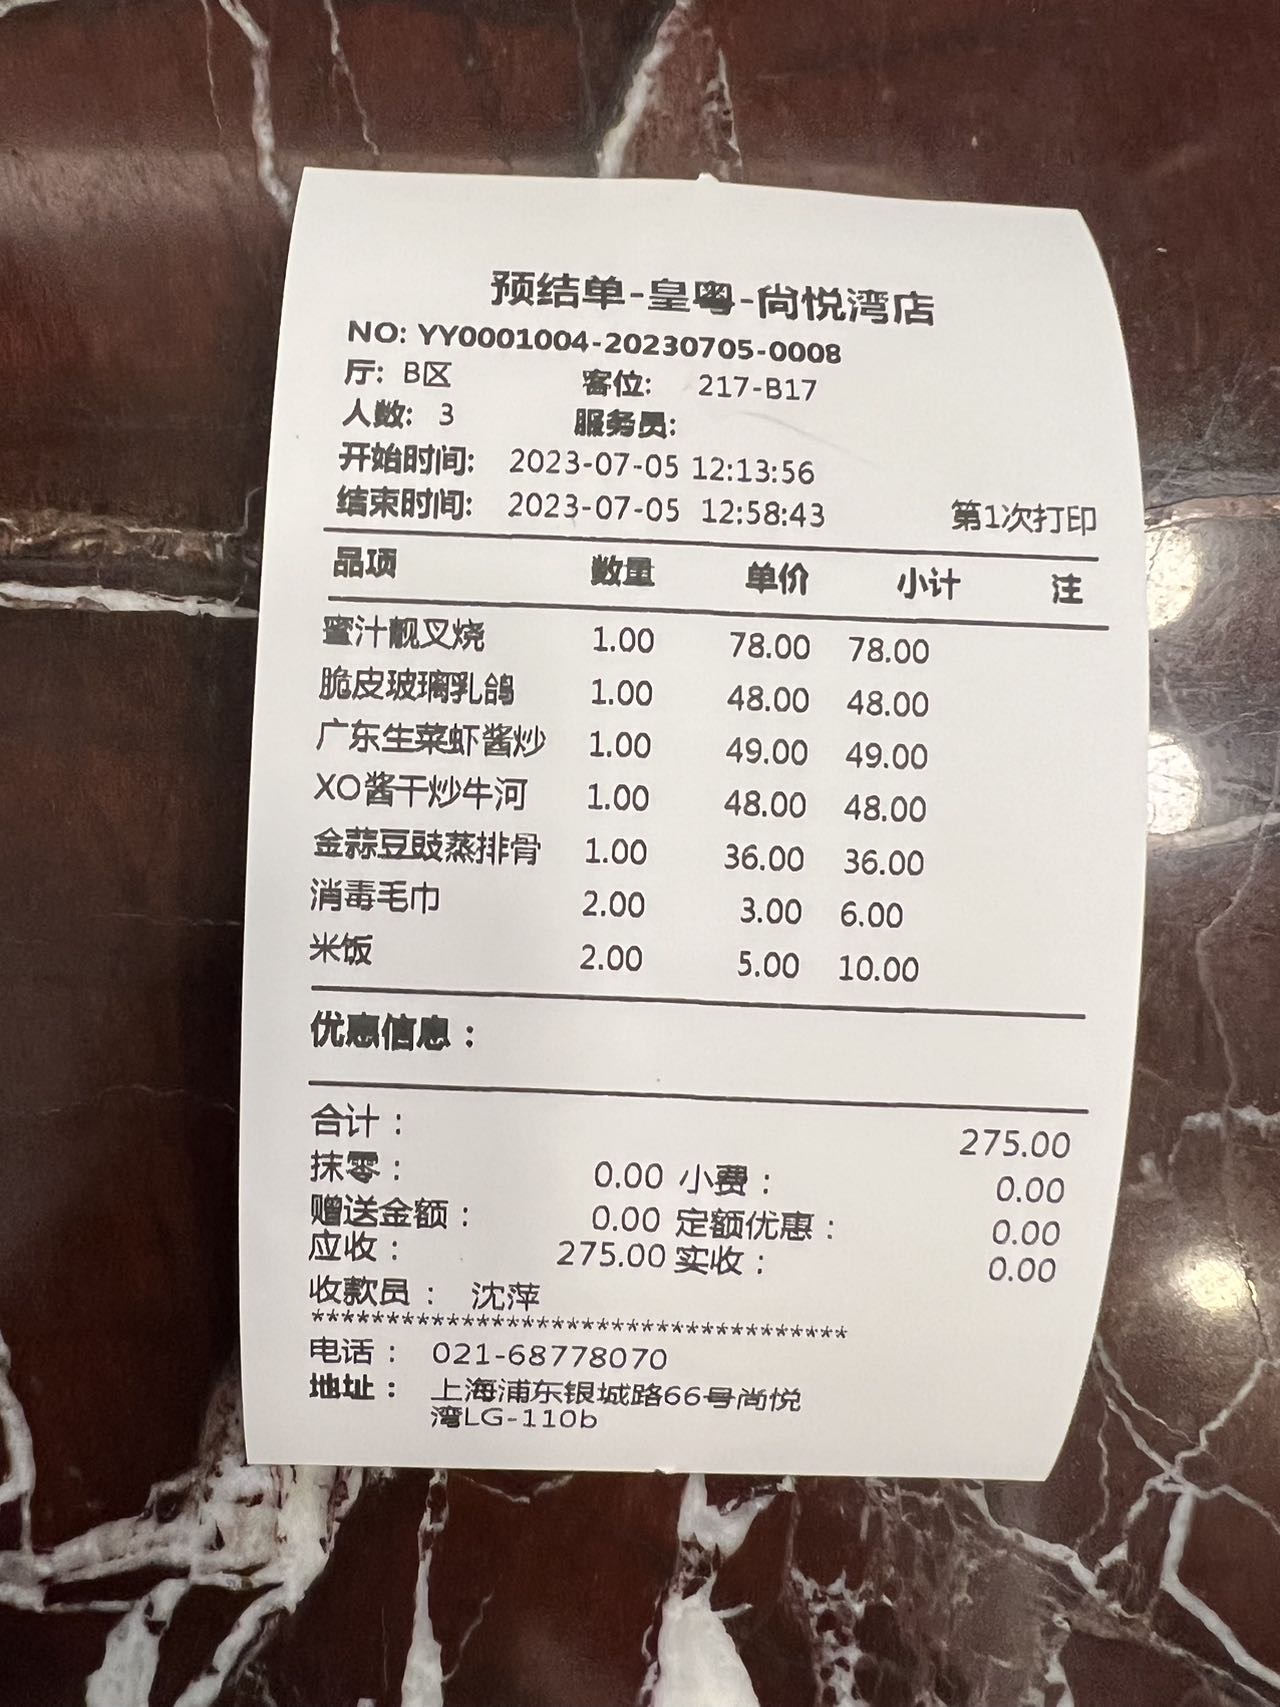 预结单-皇粤-尚悦湾店
NO: YY0001004-20230705-0008
厅: B区 客位: 217-B17
人数: 3 服务员:
开始时间: 2023-07-05 12:13:56
结束时间: 2023-07-05 12:58:43 第1次打印
品项 数量 单价 小计 注
蜜汁靓叉烧 1.00 78.00 78.00
脆皮玻璃乳鸽 1.00 48.00 48.00
广东生菜虾酱炒 1.00 49.00 49.00
XO酱干炒牛河 1.00 48.00 48.00
金蒜豆豉蒸排骨 1.00 36.00 36.00
消毒毛巾 2.00 3.00 6.00
米饭 2.00 5.00 10.00
优惠信息：
合计： 275.00
抹零： 0.00 小费： 0.00
赠送金额： 0.00 定额优惠： 0.00
应收： 275.00 实收： 0.00
收款员： 沈萍
************************************
电话： 021-68778070
地址： 上海浦东银城路66号尚悦
湾LG-110b